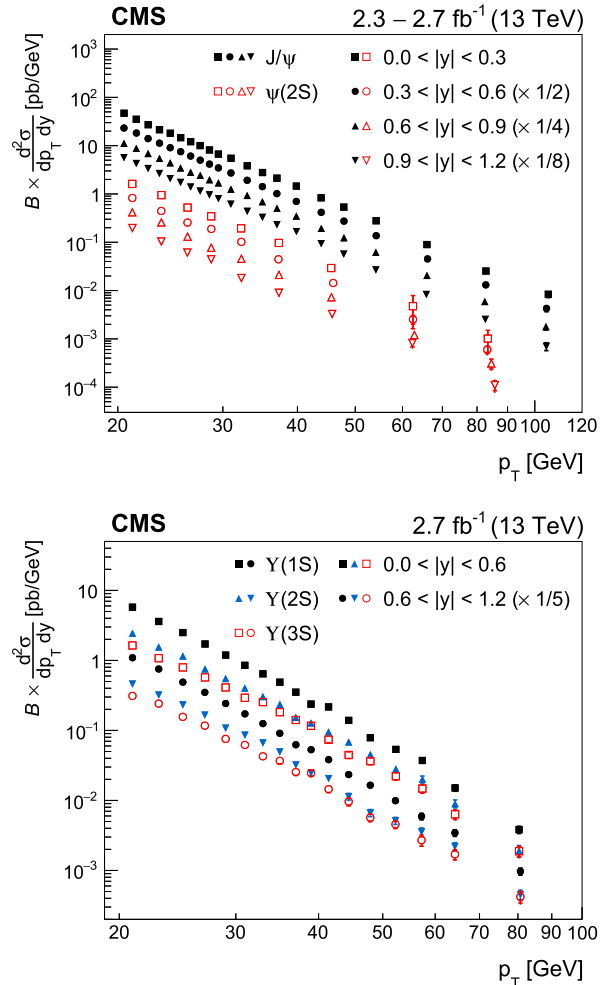 CMS 2.3 − 2.7 fb⁻¹ (13 TeV)
B × d²σ/dp_T dy [pb/GeV]
J/ψ 0.0 < |y| < 0.3
ψ(2S) 0.3 < |y| < 0.6 (× 1/2)
0.6 < |y| < 0.9 (× 1/4)
0.9 < |y| < 1.2 (× 1/8)
10³
10²
10
1
10⁻¹
10⁻²
10⁻³
10⁻⁴
20 30 40 50 60 70 80 90 100 120
p_T [GeV]
CMS 2.7 fb⁻¹ (13 TeV)
B × d²σ/dp_T dy [pb/GeV]
ϒ(1S) 0.0 < |y| < 0.6
ϒ(2S) 0.6 < |y| < 1.2 (× 1/5)
ϒ(3S)
10
1
10⁻¹
10⁻²
10⁻³
20 30 40 50 60 70 80 90 100
p_T [GeV]